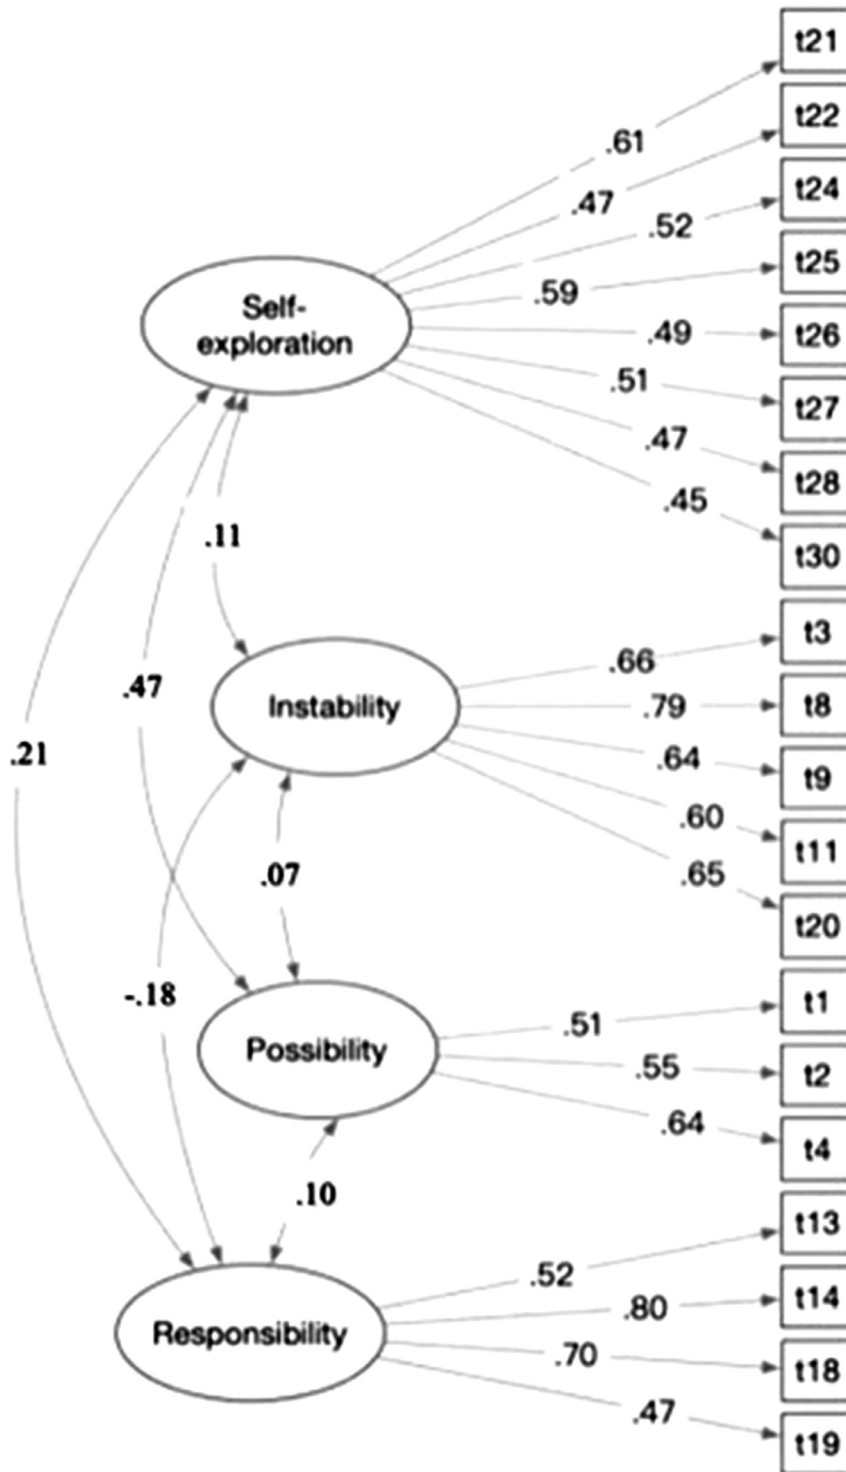 t21
t22
.61
t24
.47
.52
t25
.59
Self-
exploration
.49
t26
.51
t27
.47
t28
.45
.11
t30
t3
.66
.47
Instability
.79
t8
.21
.64
t9
.60
t11
.07
.65
t20
-.18
t1
.51
Possibility
.55
t2
.64
t4
.10
t13
.52
t14
.80
Responsibility
.70
t18
.47
t19